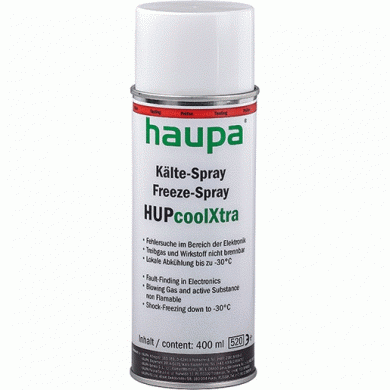 haupa®
Kälte-Spray
Freeze-Spray
HUPcoolXtra
• Fehlersuche im Bereich der Elektronik
• Treibgas und Wirkstoff nicht brennbar
• Lokale Abkühlung bis zu -30°C
• Fault-Finding in Electronics
• Blowing Gas and active Substance
non Flamable
• Shock-Freezing down to -30°C
Inhalt / content: 400 ml 520